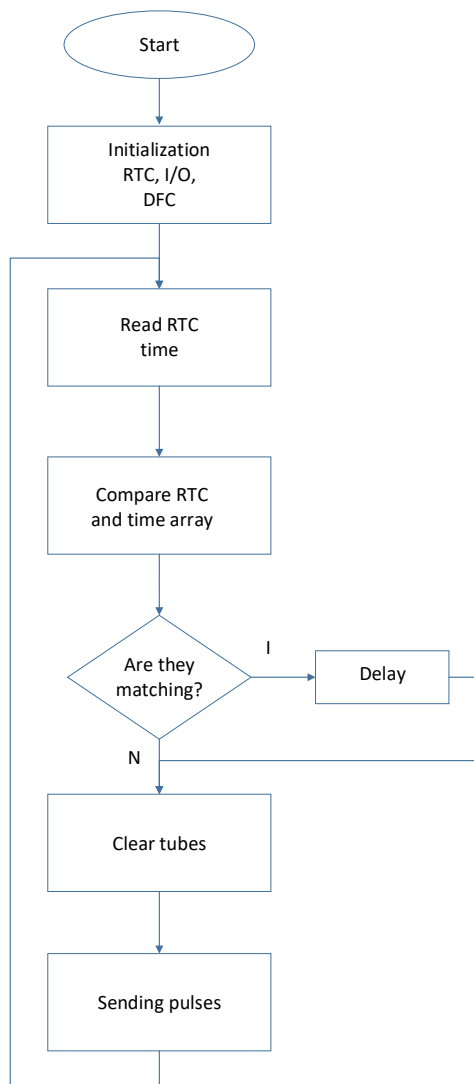 Start
Initialization
RTC, I/O,
DFC
Read RTC
time
Compare RTC
and time array
Are they
matching?
I
Delay
N
Clear tubes
Sending pulses